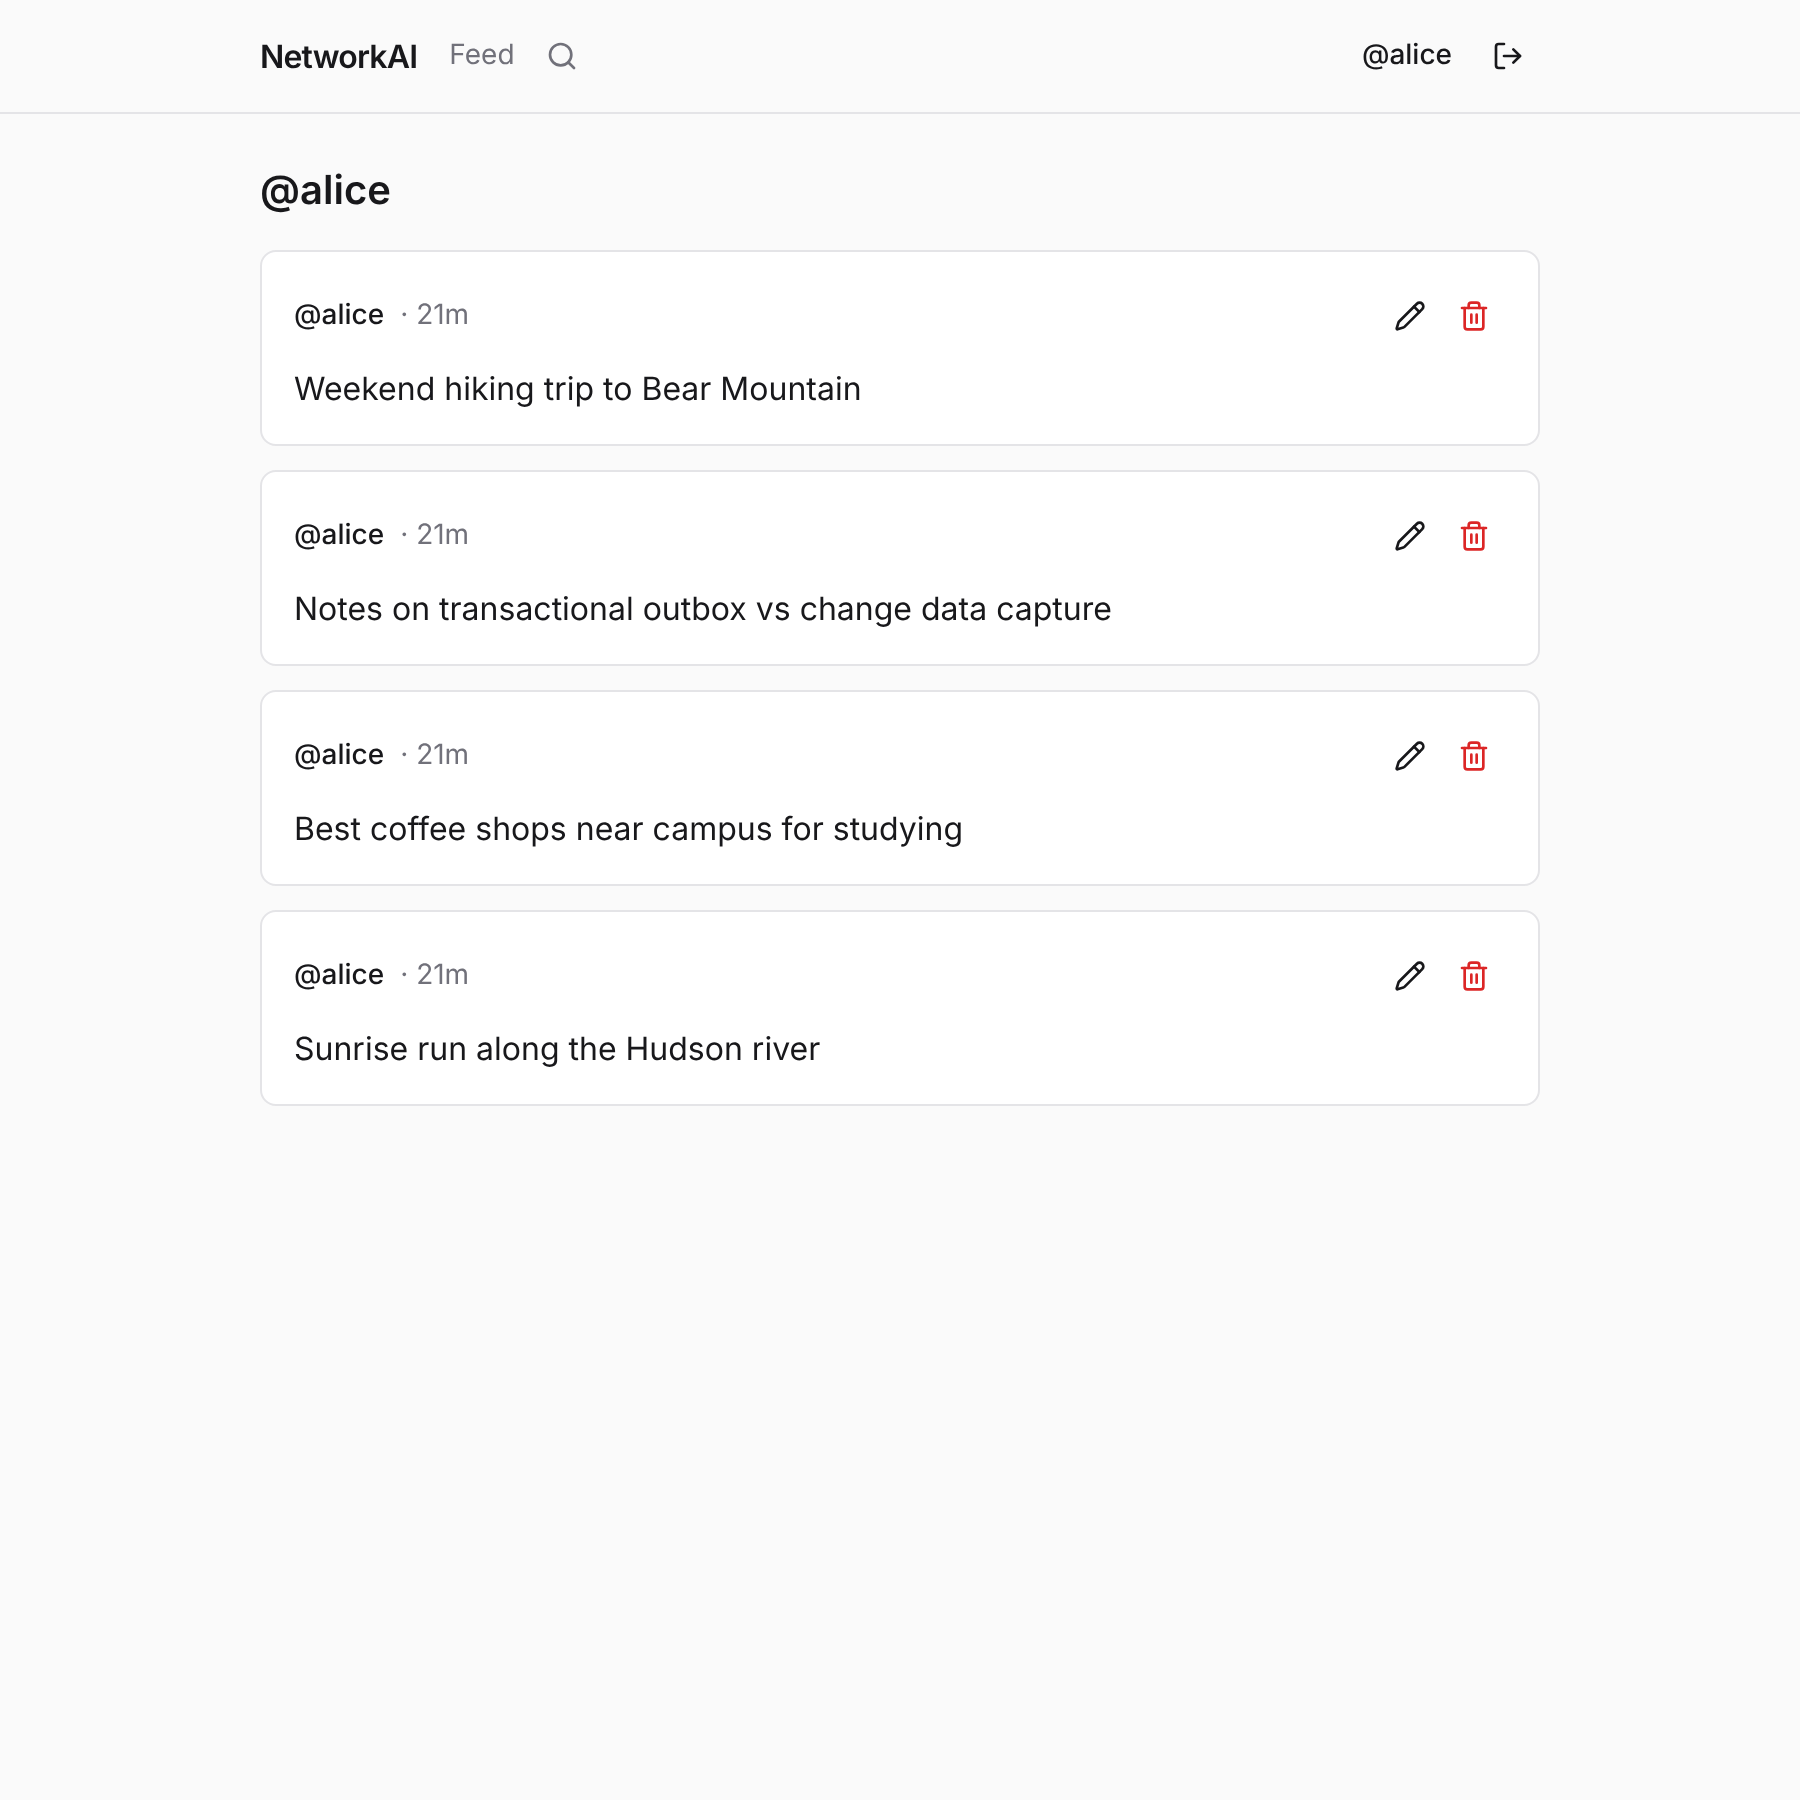 NetworkAI Feed @alice
@alice
@alice · 21m
Weekend hiking trip to Bear Mountain
@alice · 21m
Notes on transactional outbox vs change data capture
@alice · 21m
Best coffee shops near campus for studying
@alice · 21m
Sunrise run along the Hudson river